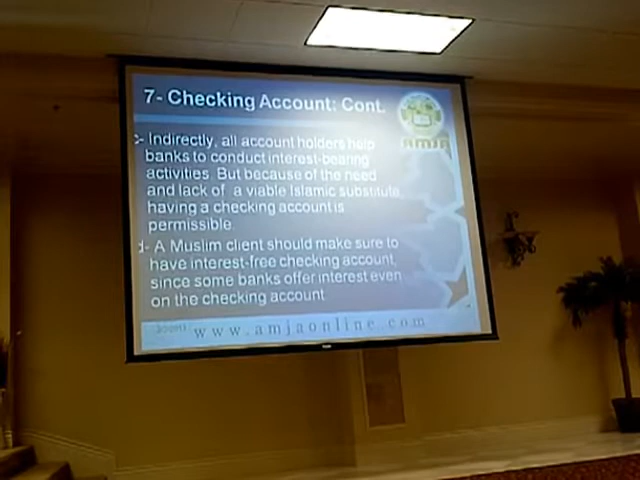 7- Checking Account: Cont.
c- Indirectly, all account holders help
banks to conduct interest-bearing
activities. But because of the need
and lack of a viable Islamic substitute,
having a checking account is
permissible.
d- A Muslim client should make sure to
have interest-free checking account,
since some banks offer interest even
on the checking account
www.amjaonline.com
amja